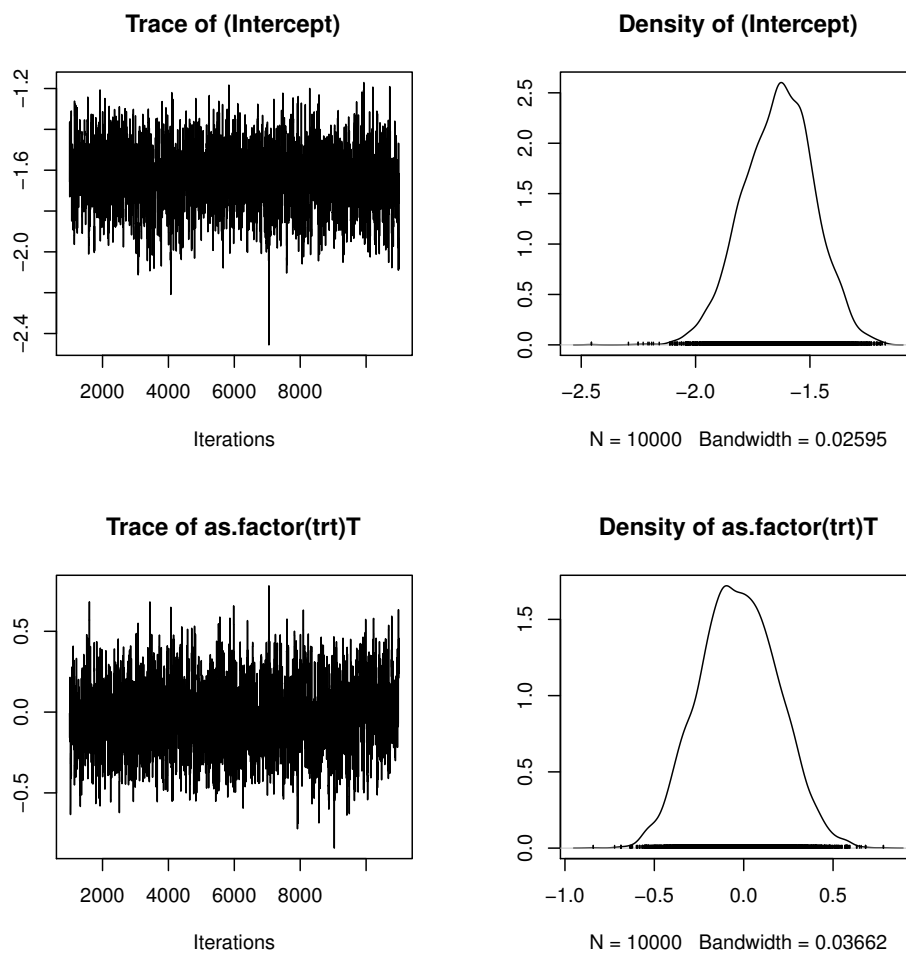 Trace of (Intercept)
−1.2
−1.6
−2.0
−2.4
2000 4000 6000 8000
Iterations
Density of (Intercept)
2.5
2.0
1.5
1.0
0.5
0.0
−2.5 −2.0 −1.5
N = 10000 Bandwidth = 0.02595
Trace of as.factor(trt)T
0.5
0.0
−0.5
2000 4000 6000 8000
Iterations
Density of as.factor(trt)T
1.5
1.0
0.5
0.0
−1.0 −0.5 0.0 0.5
N = 10000 Bandwidth = 0.03662